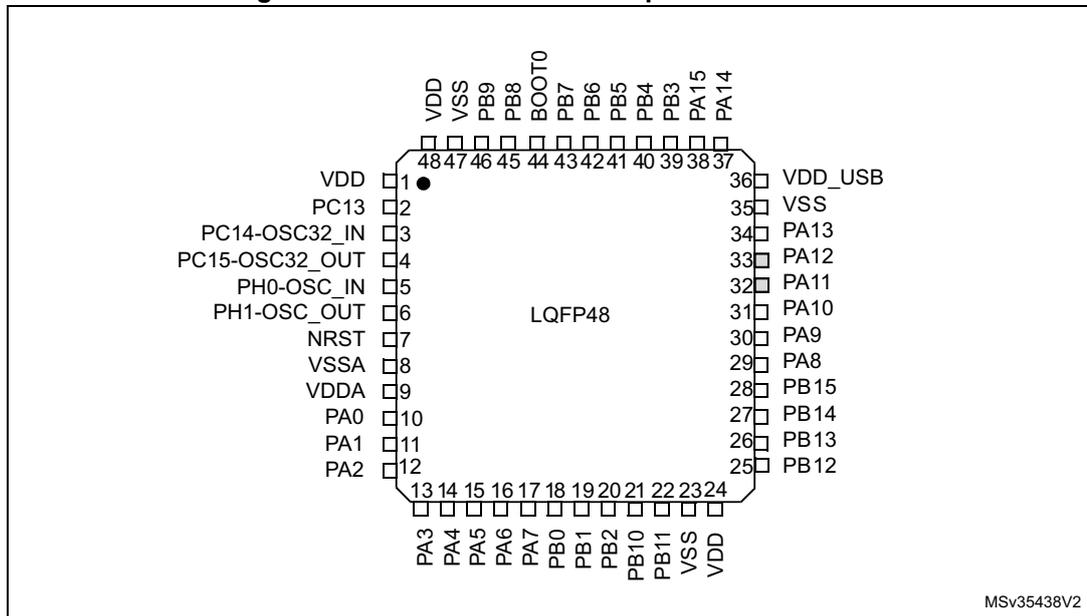 VDD
VSS
PB9
PB8
BOOT0
PB7
PB6
PB5
PB4
PB3
PA15
PA14
48 47 46 45 44 43 42 41 40 39 38 37
VDD 1 36 VDD_USB
PC13 2 35 VSS
PC14-OSC32_IN 3 34 PA13
PC15-OSC32_OUT 4 33 PA12
PH0-OSC_IN 5 32 PA11
PH1-OSC_OUT 6 LQFP48 31 PA10
NRST 7 30 PA9
VSSA 8 29 PA8
VDDA 9 28 PB15
PA0 10 27 PB14
PA1 11 26 PB13
PA2 12 25 PB12
13 14 15 16 17 18 19 20 21 22 23 24
PA3
PA4
PA5
PA6
PA7
PB0
PB1
PB2
PB10
PB11
VSS
VDD
MSv35438V2